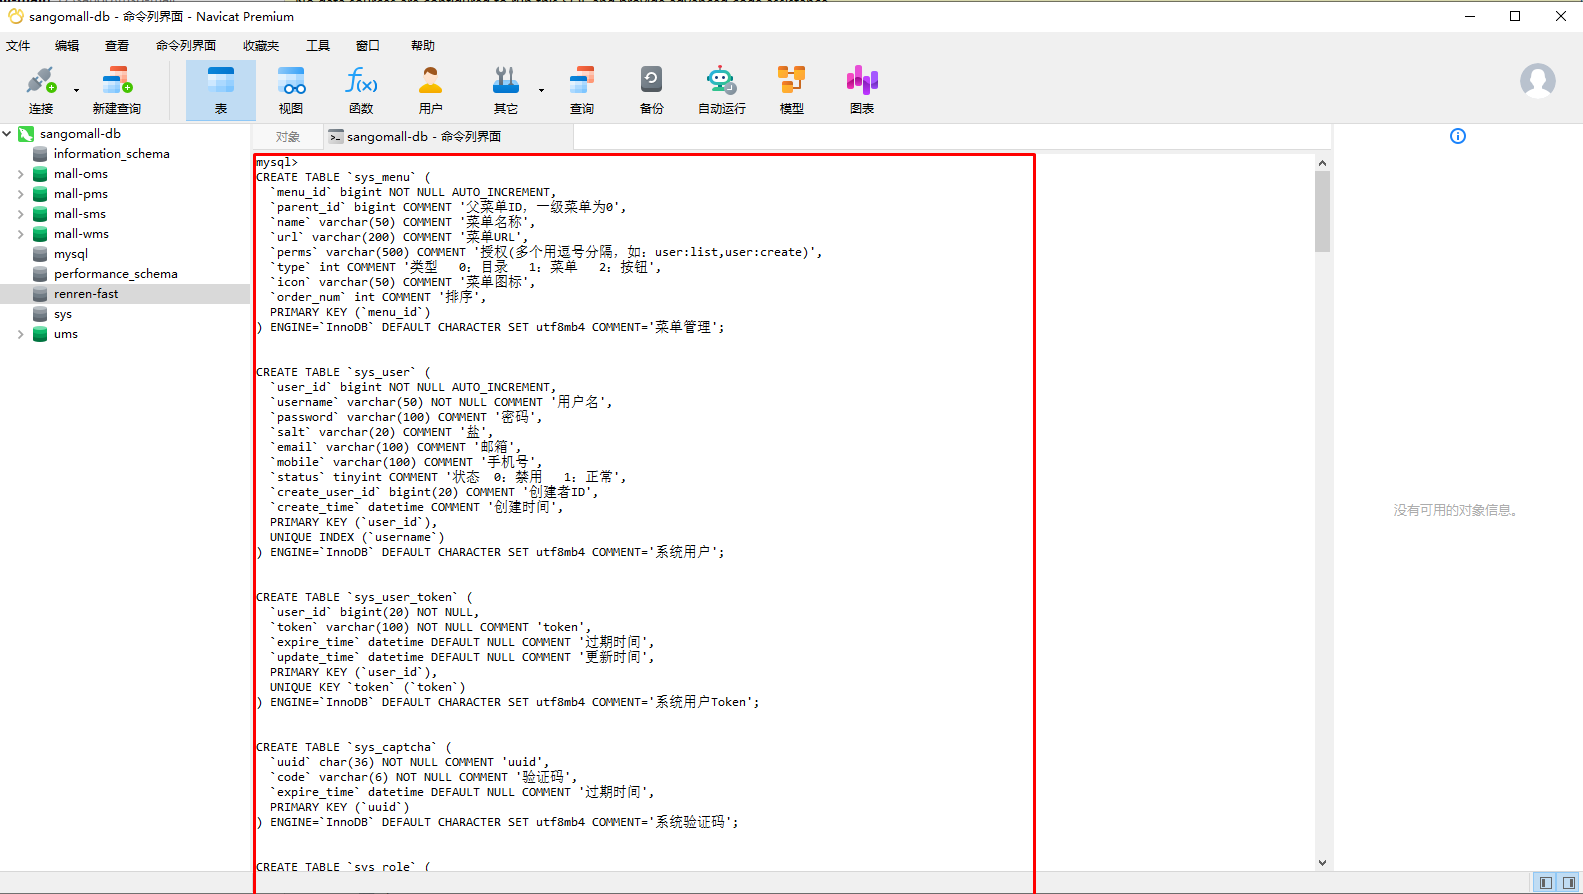 sangomall-db - 命令列界面 - Navicat Premium
文件 编辑 查看 命令列界面 收藏夹 工具 窗口 帮助
连接 新建查询 表 视图 函数 用户 其它 查询 备份 自动运行 模型 图表
sangomall-db
information_schema
mall-oms
mall-pms
mall-sms
mall-wms
mysql
performance_schema
renren-fast
sys
ums
对象 sangomall-db - 命令列界面
mysql>
CREATE TABLE `sys_menu` (
  `menu_id` bigint NOT NULL AUTO_INCREMENT,
  `parent_id` bigint COMMENT '父菜单ID，一级菜单为0',
  `name` varchar(50) COMMENT '菜单名称',
  `url` varchar(200) COMMENT '菜单URL',
  `perms` varchar(500) COMMENT '授权(多个用逗号分隔，如：user:list,user:create)',
  `type` int COMMENT '类型   0：目录   1：菜单   2：按钮',
  `icon` varchar(50) COMMENT '菜单图标',
  `order_num` int COMMENT '排序',
  PRIMARY KEY (`menu_id`)
) ENGINE=`InnoDB` DEFAULT CHARACTER SET utf8mb4 COMMENT='菜单管理';
CREATE TABLE `sys_user` (
  `user_id` bigint NOT NULL AUTO_INCREMENT,
  `username` varchar(50) NOT NULL COMMENT '用户名',
  `password` varchar(100) COMMENT '密码',
  `salt` varchar(20) COMMENT '盐',
  `email` varchar(100) COMMENT '邮箱',
  `mobile` varchar(100) COMMENT '手机号',
  `status` tinyint COMMENT '状态  0：禁用   1：正常',
  `create_user_id` bigint(20) COMMENT '创建者ID',
  `create_time` datetime COMMENT '创建时间',
  PRIMARY KEY (`user_id`),
  UNIQUE INDEX (`username`)
) ENGINE=`InnoDB` DEFAULT CHARACTER SET utf8mb4 COMMENT='系统用户';
CREATE TABLE `sys_user_token` (
  `user_id` bigint(20) NOT NULL,
  `token` varchar(100) NOT NULL COMMENT 'token',
  `expire_time` datetime DEFAULT NULL COMMENT '过期时间',
  `update_time` datetime DEFAULT NULL COMMENT '更新时间',
  PRIMARY KEY (`user_id`),
  UNIQUE KEY `token` (`token`)
) ENGINE=`InnoDB` DEFAULT CHARACTER SET utf8mb4 COMMENT='系统用户Token';
CREATE TABLE `sys_captcha` (
  `uuid` char(36) NOT NULL COMMENT 'uuid',
  `code` varchar(6) NOT NULL COMMENT '验证码',
  `expire_time` datetime DEFAULT NULL COMMENT '过期时间',
  PRIMARY KEY (`uuid`)
) ENGINE=`InnoDB` DEFAULT CHARACTER SET utf8mb4 COMMENT='系统验证码';
CREATE TABLE `sys_role` (
没有可用的对象信息。